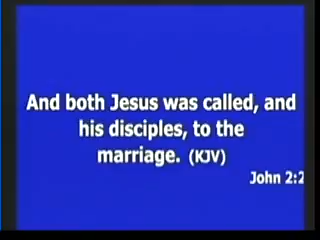 And both Jesus was called, and
his disciples, to the
marriage. (KJV)
John 2:2